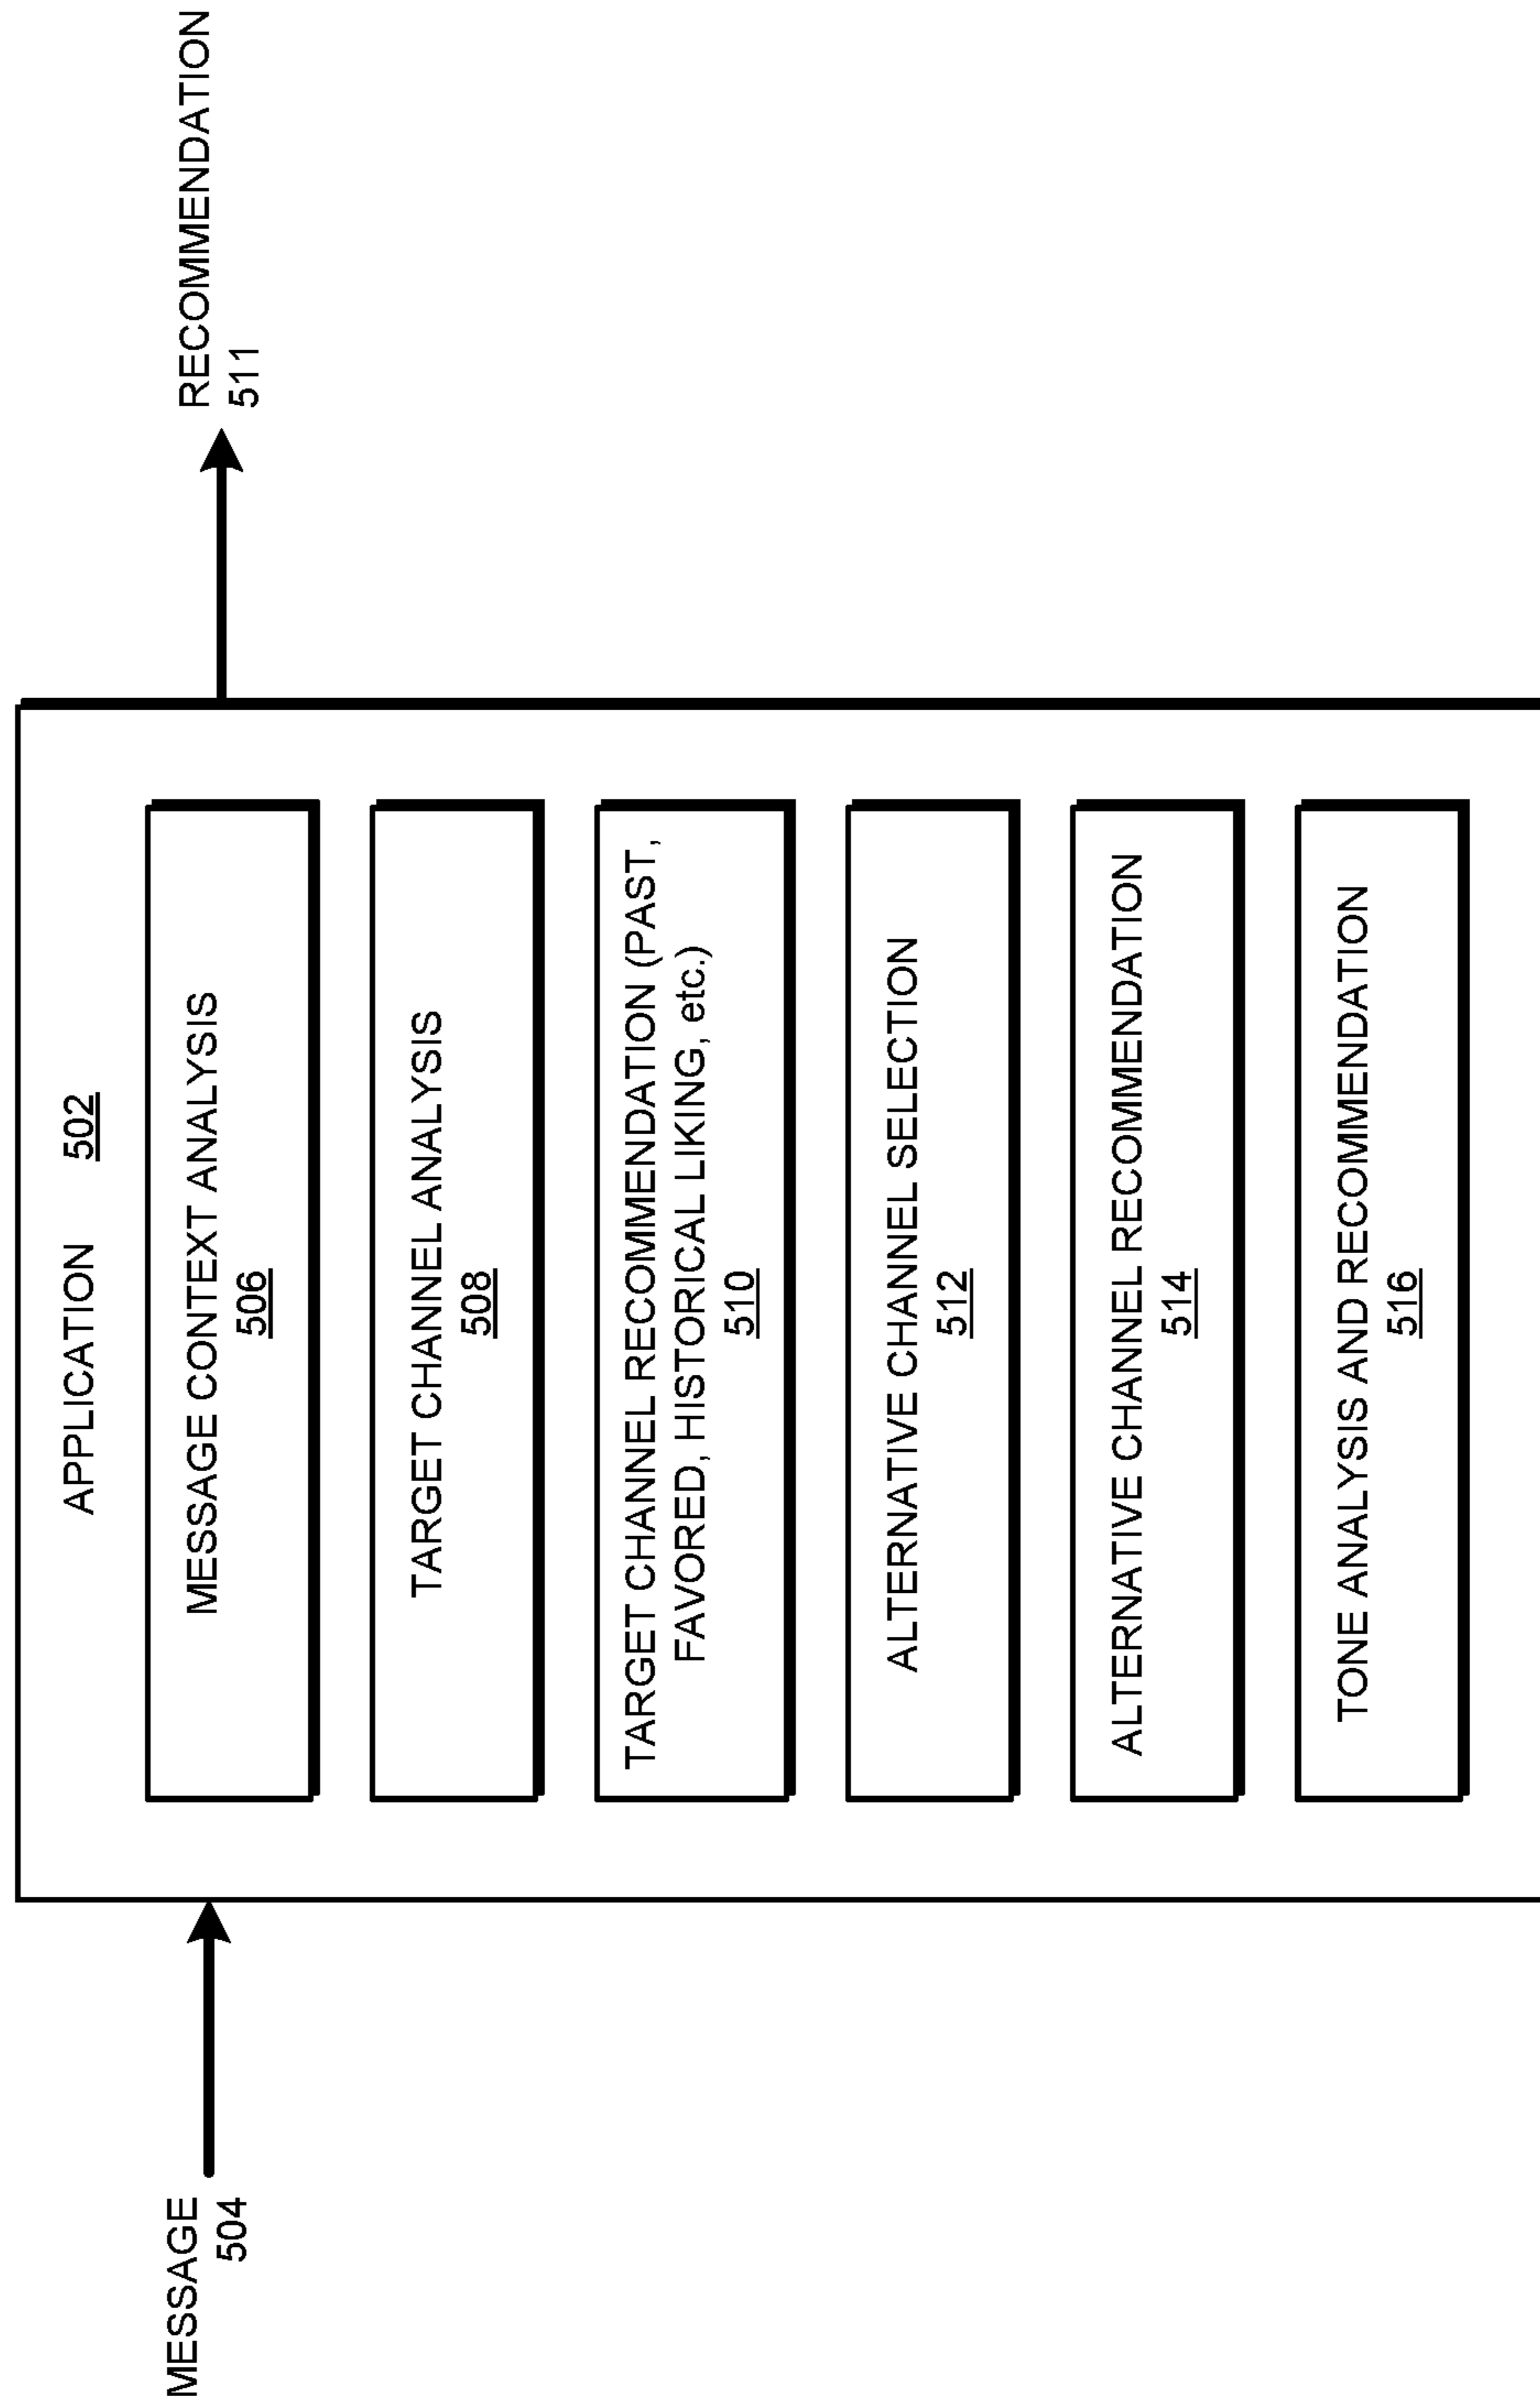 APPLICATION 502
MESSAGE
504
MESSAGE CONTEXT ANALYSIS
506
TARGET CHANNEL ANALYSIS
508
TARGET CHANNEL RECOMMENDATION (PAST,
FAVORED, HISTORICAL LIKING, etc.)
510
ALTERNATIVE CHANNEL SELECTION
512
ALTERNATIVE CHANNEL RECOMMENDATION
514
TONE ANALYSIS AND RECOMMENDATION
516
RECOMMENDATION
511